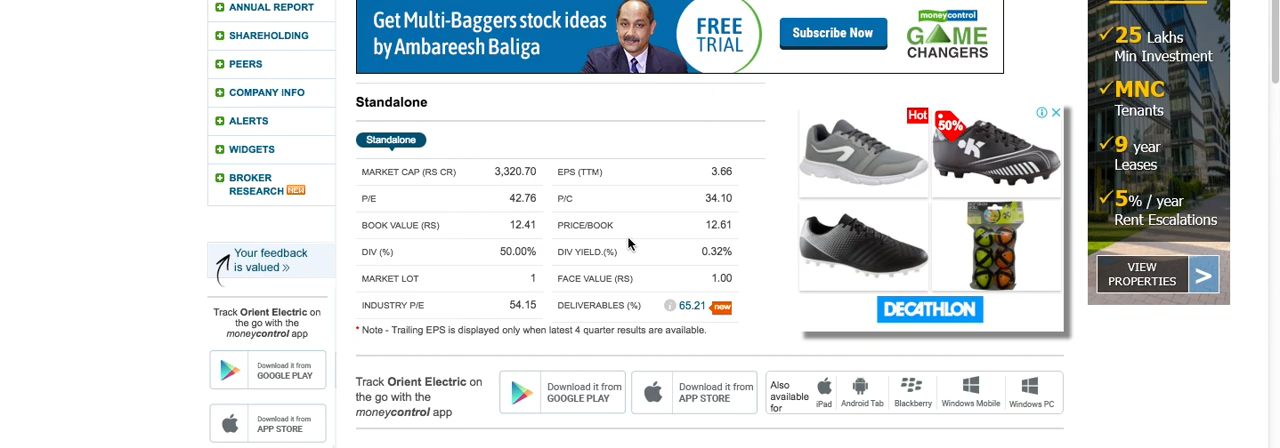 ANNUAL REPORT
SHAREHOLDING
PEERS
COMPANY INFO
ALERTS
WIDGETS
BROKER
RESEARCH NEW
Your feedback
is valued »
Track Orient Electric on
the go with the
moneycontrol app
Download it from
GOOGLE PLAY
Download it from
APP STORE
Get Multi-Baggers stock ideas
by Ambareesh Baliga
FREE
TRIAL
Subscribe Now
moneycontrol
GAME
CHANGERS
Standalone
Standalone
MARKET CAP (RS CR) 3,320.70
P/E 42.76
BOOK VALUE (RS) 12.41
DIV (%) 50.00%
MARKET LOT 1
INDUSTRY P/E 54.15
EPS (TTM) 3.66
P/C 34.10
PRICE/BOOK 12.61
DIV YIELD.(%) 0.32%
FACE VALUE (RS) 1.00
DELIVERABLES (%) 65.21 new
* Note - Trailing EPS is displayed only when latest 4 quarter results are available.
Track Orient Electric on
the go with the
moneycontrol app
Download it from
GOOGLE PLAY
Download it from
APP STORE
Also
available
for
iPad
Android Tab
Blackberry
Windows Mobile
Windows PC
Hot
50%
DECATHLON
25 Lakhs
Min Investment
MNC
Tenants
9 year
Leases
5% / year
Rent Escalations
VIEW
PROPERTIES >